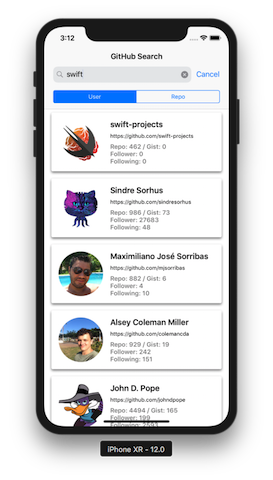 3:12
GitHub Search
swift
Cancel
User
Repo
swift-projects
https://github.com/swift-projects
Repo: 462 / Gist: 0
Follower: 0
Following: 0
Sindre Sorhus
https://github.com/sindresorhus
Repo: 986 / Gist: 73
Follower: 27683
Following: 48
Maximiliano José Sorribas
https://github.com/mjsorribas
Repo: 882 / Gist: 6
Follower: 4
Following: 10
Alsey Coleman Miller
https://github.com/colemancda
Repo: 929 / Gist: 19
Follower: 242
Following: 151
John D. Pope
https://github.com/johndpope
Repo: 4494 / Gist: 165
Follower: 199
Following: 2593
iPhone XR - 12.0